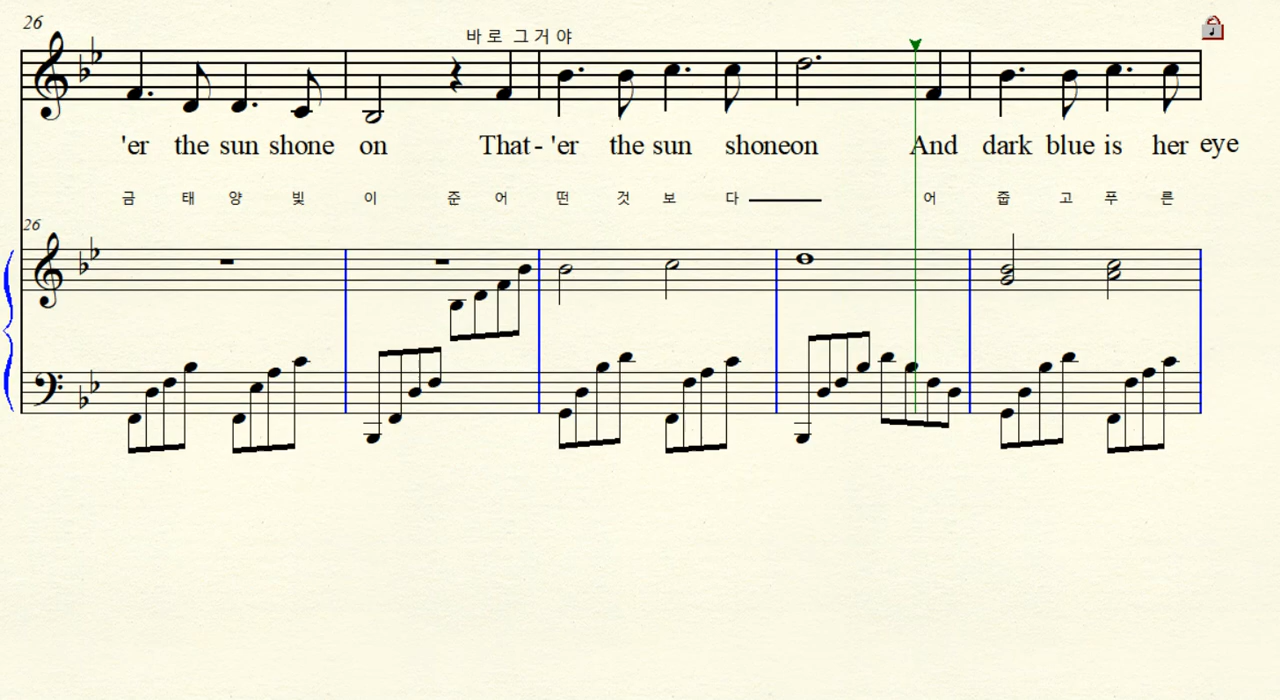 26
바로 그거야
'er the sun shone on That- 'er the sun shoneon And dark blue is her eye
금 태 양 빛 이 준 어 떤 것 보 다 어 줍 고 푸 른
26